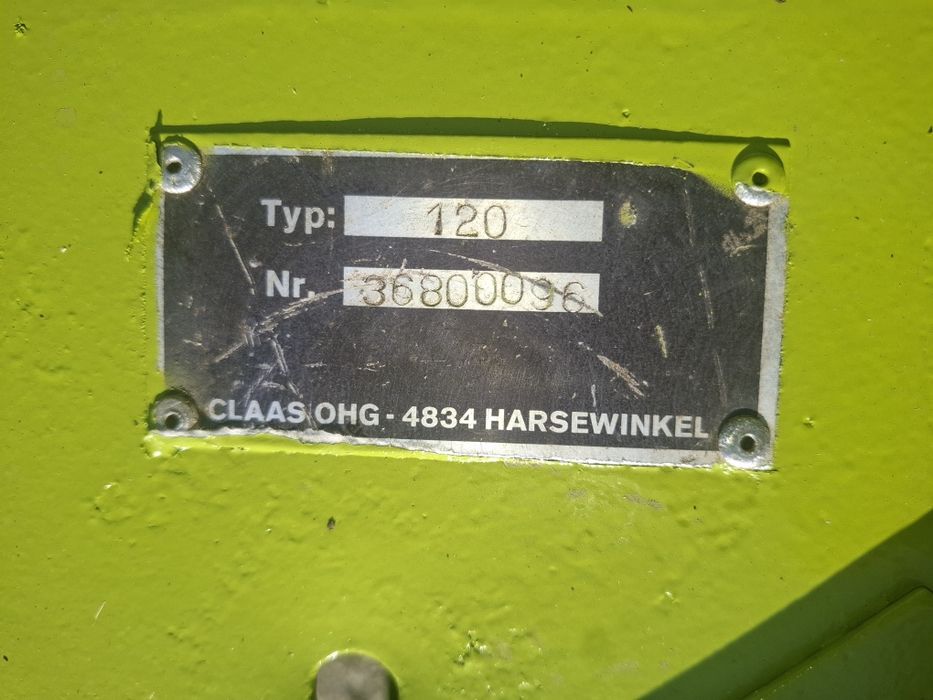 Typ: 120
Nr. 36800096
CLAAS OHG - 4834 HARSEWINKEL